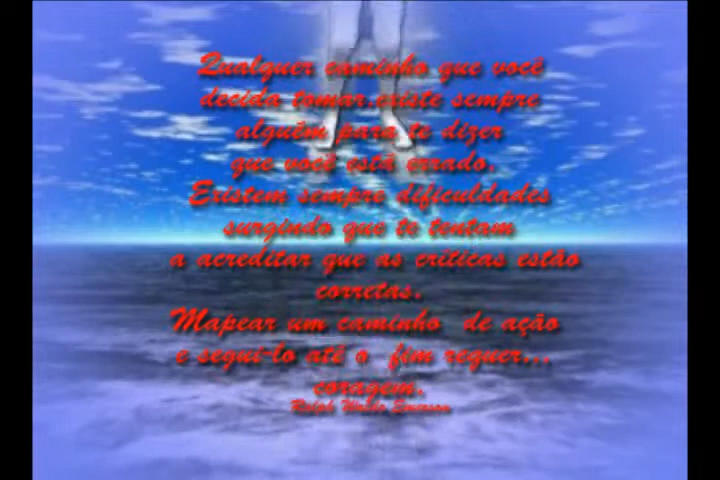 Qualquer caminho que você
decida tomar,existe sempre
alguém para te dizer
que você está errado.
Existem sempre dificuldades
surgindo que te tentam
a acreditar que as críticas estão
corretas.
Mapear um caminho de ação
e segui-lo até o fim requer...
coragem.
Ralph Waldo Emerson